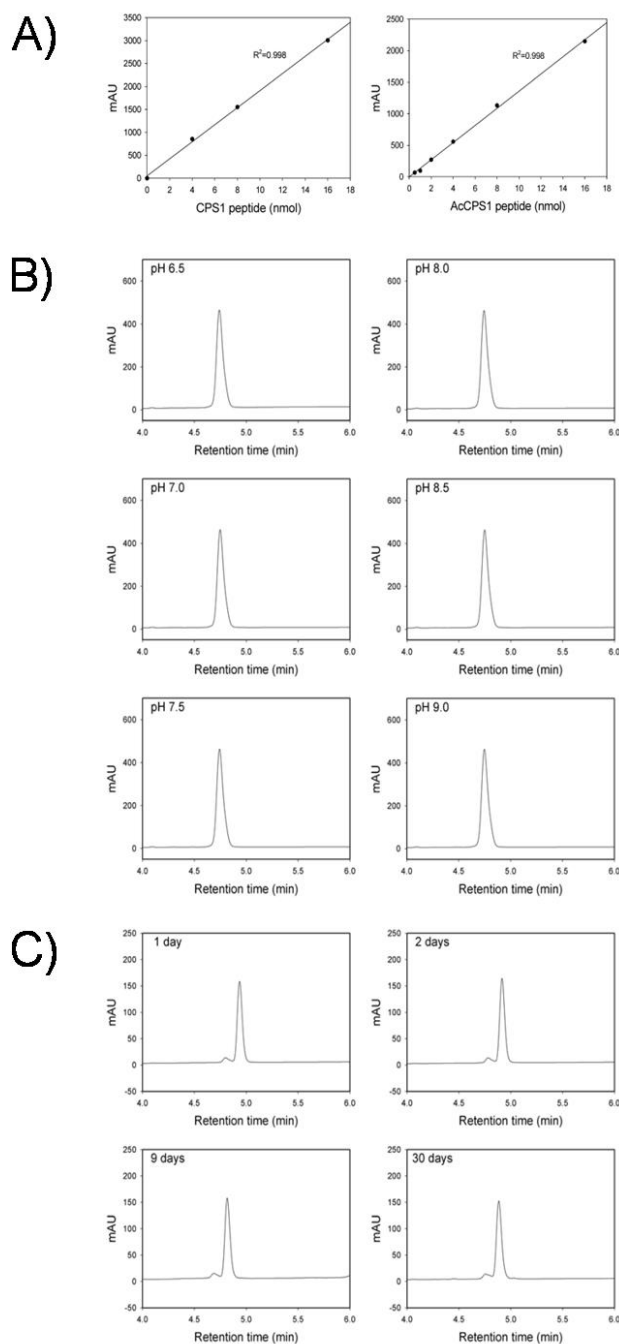 A)
3500
3000
2500
2000
1500
1000
500
0
mAU
R²=0.998
0 2 4 6 8 10 12 14 16 18
CPS1 peptide (nmol)
2500
2000
1500
1000
500
0
mAU
R²=0.998
0 2 4 6 8 10 12 14 16 18
AcCPS1 peptide (nmol)
B)
pH 6.5
600
400
200
0
mAU
4.0 4.5 5.0 5.5 6.0
Retention time (min)
pH 8.0
600
400
200
0
mAU
4.0 4.5 5.0 5.5 6.0
Retention time (min)
pH 7.0
600
400
200
0
mAU
4.0 4.5 5.0 5.5 6.0
Retention time (min)
pH 8.5
600
400
200
0
mAU
4.0 4.5 5.0 5.5 6.0
Retention time (min)
pH 7.5
600
400
200
0
mAU
4.0 4.5 5.0 5.5 6.0
Retention time (min)
pH 9.0
600
400
200
0
mAU
4.0 4.5 5.0 5.5 6.0
Retention time (min)
C)
1 day
250
200
150
100
50
0
-50
mAU
4.0 4.5 5.0 5.5 6.0
Retention time (min)
2 days
250
200
150
100
50
0
-50
mAU
4.0 4.5 5.0 5.5 6.0
Retention time (min)
9 days
250
200
150
100
50
0
-50
mAU
4.0 4.5 5.0 5.5 6.0
Retention time (min)
30 days
250
200
150
100
50
0
-50
mAU
4.0 4.5 5.0 5.5 6.0
Retention time (min)